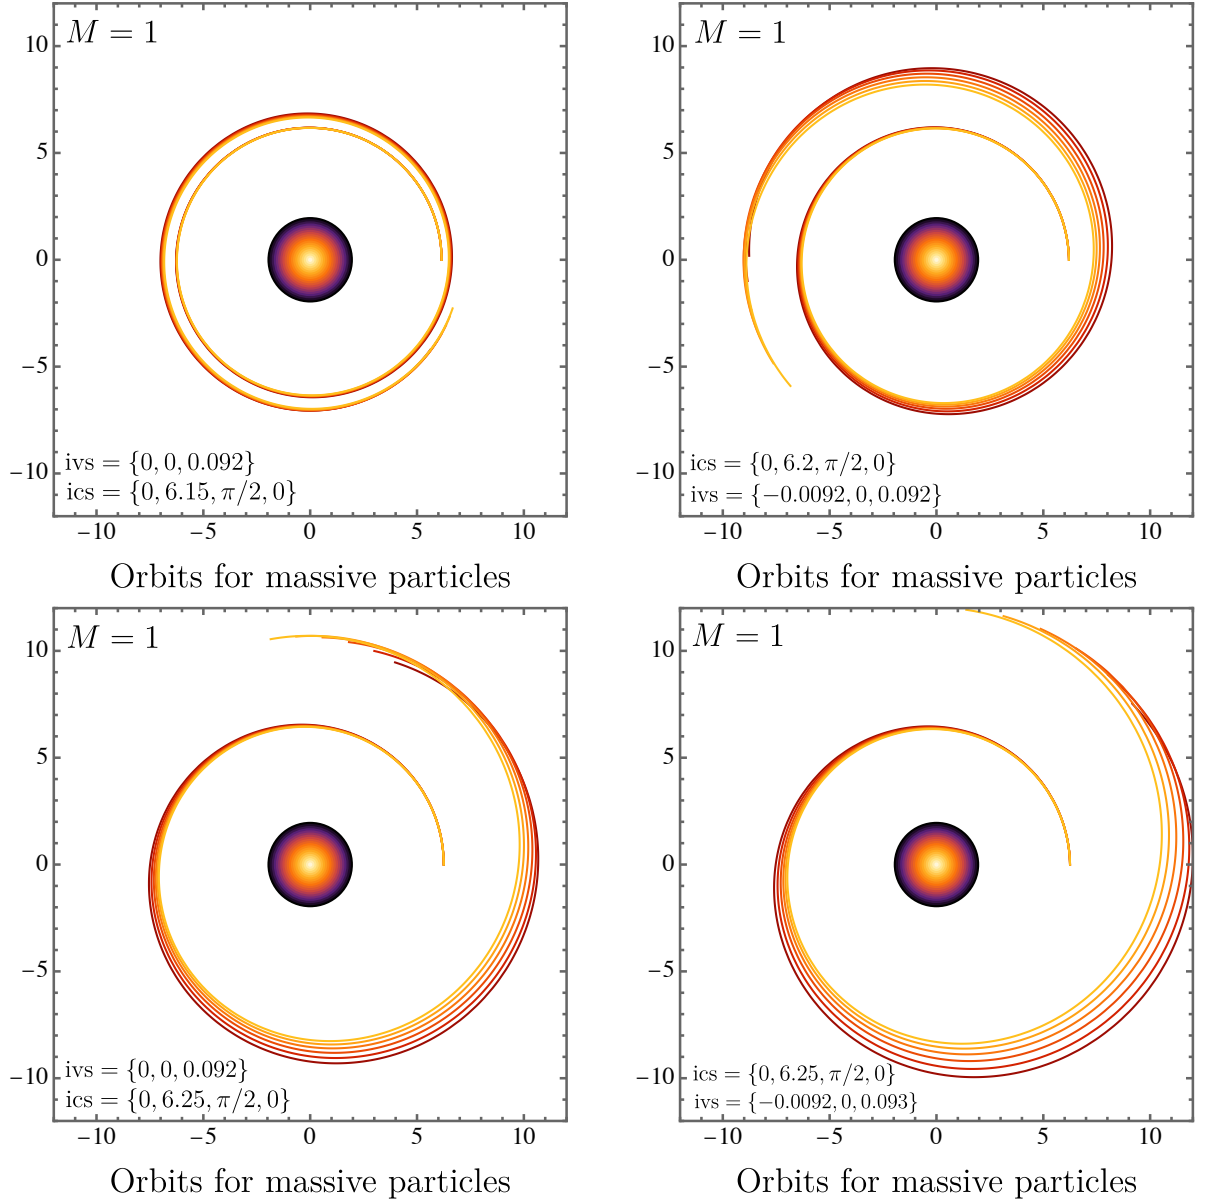 M = 1
10
5
0
−5
−10
ivs = {0, 0, 0.092}
ics = {0, 6.15, π/2, 0}
−10 −5 0 5 10
Orbits for massive particles
M = 1
10
5
0
−5
−10
ics = {0, 6.2, π/2, 0}
ivs = {−0.0092, 0, 0.092}
−10 −5 0 5 10
Orbits for massive particles
M = 1
10
5
0
−5
−10
ivs = {0, 0, 0.092}
ics = {0, 6.25, π/2, 0}
−10 −5 0 5 10
Orbits for massive particles
M = 1
10
5
0
−5
−10
ics = {0, 6.25, π/2, 0}
ivs = {−0.0092, 0, 0.093}
−10 −5 0 5 10
Orbits for massive particles